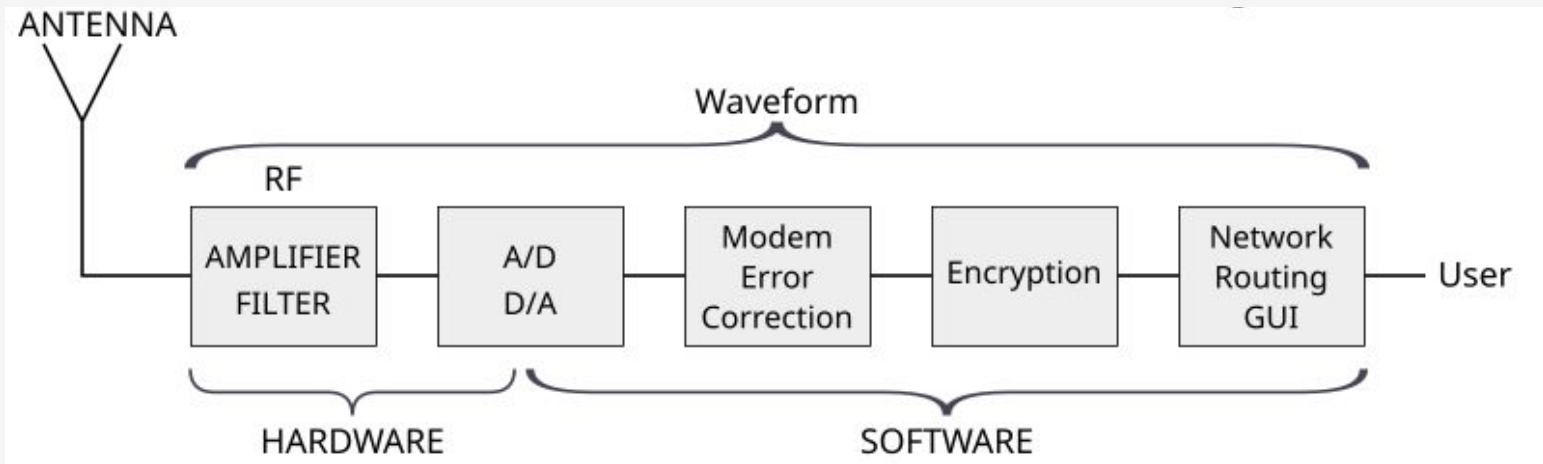 ANTENNA
Waveform
RF
AMPLIFIER
FILTER
A/D
D/A
Modem
Error
Correction
Encryption
Network
Routing
GUI
User
HARDWARE
SOFTWARE